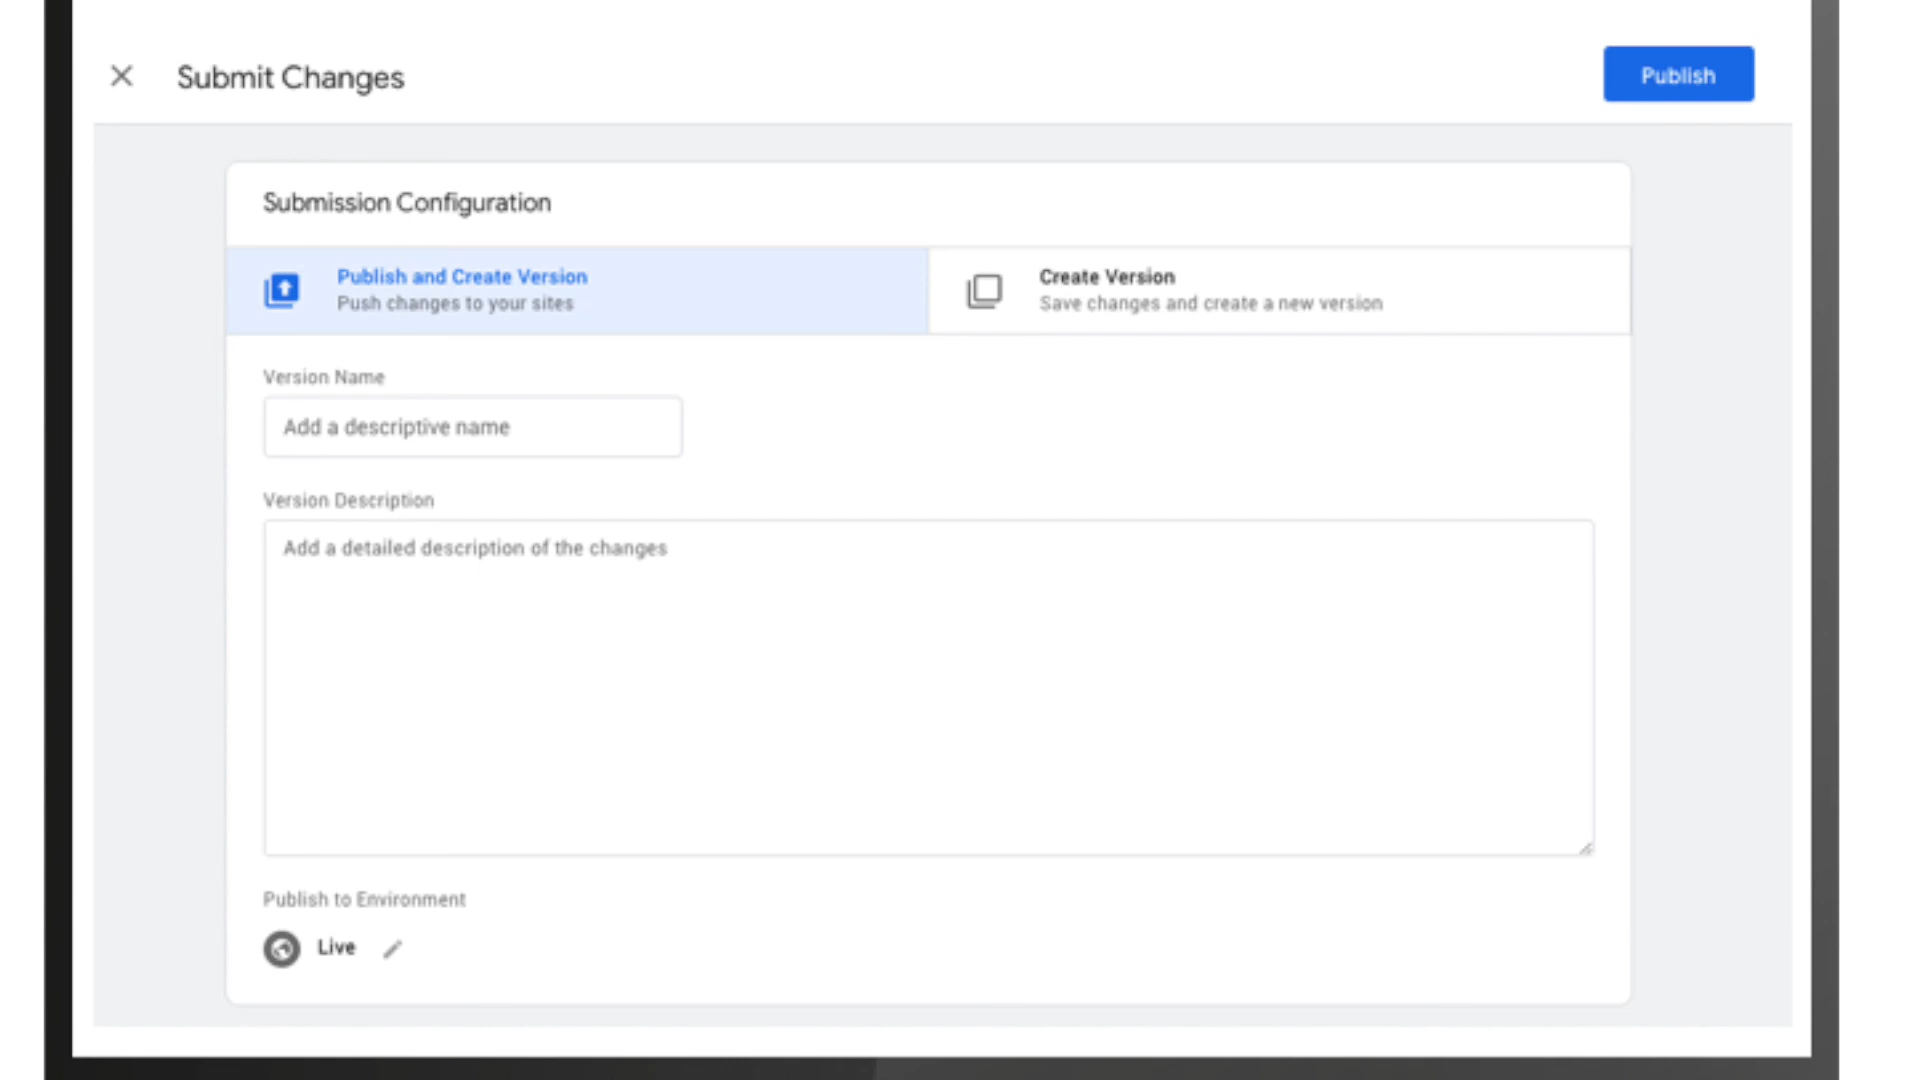 Submit Changes
Publish
Submission Configuration
Publish and Create Version
Push changes to your sites
Create Version
Save changes and create a new version
Version Name
Add a descriptive name
Version Description
Add a detailed description of the changes
Publish to Environment
Live